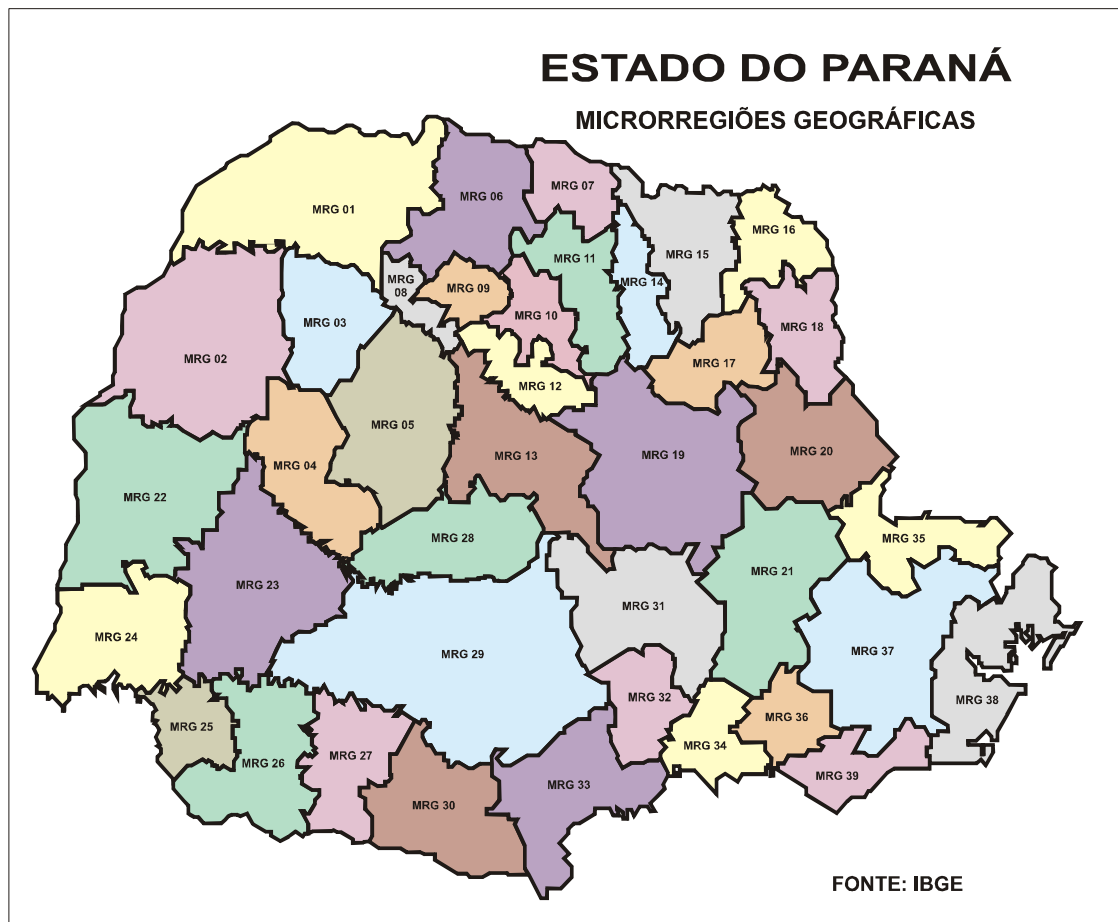 ESTADO DO PARANÁ
MICRORREGIÕES GEOGRÁFICAS
MRG 01
MRG 06
MRG 07
MRG 16
MRG 15
MRG 11
MRG 14
MRG
08
MRG 09
MRG 10
MRG 03
MRG 18
MRG 02
MRG 17
MRG 12
MRG 05
MRG 20
MRG 13
MRG 19
MRG 04
MRG 22
MRG 28
MRG 35
MRG 21
MRG 23
MRG 31
MRG 24
MRG 29
MRG 37
MRG 32
MRG 38
MRG 36
MRG 25
MRG 34
MRG 27
MRG 26
MRG 39
MRG 33
MRG 30
FONTE: IBGE